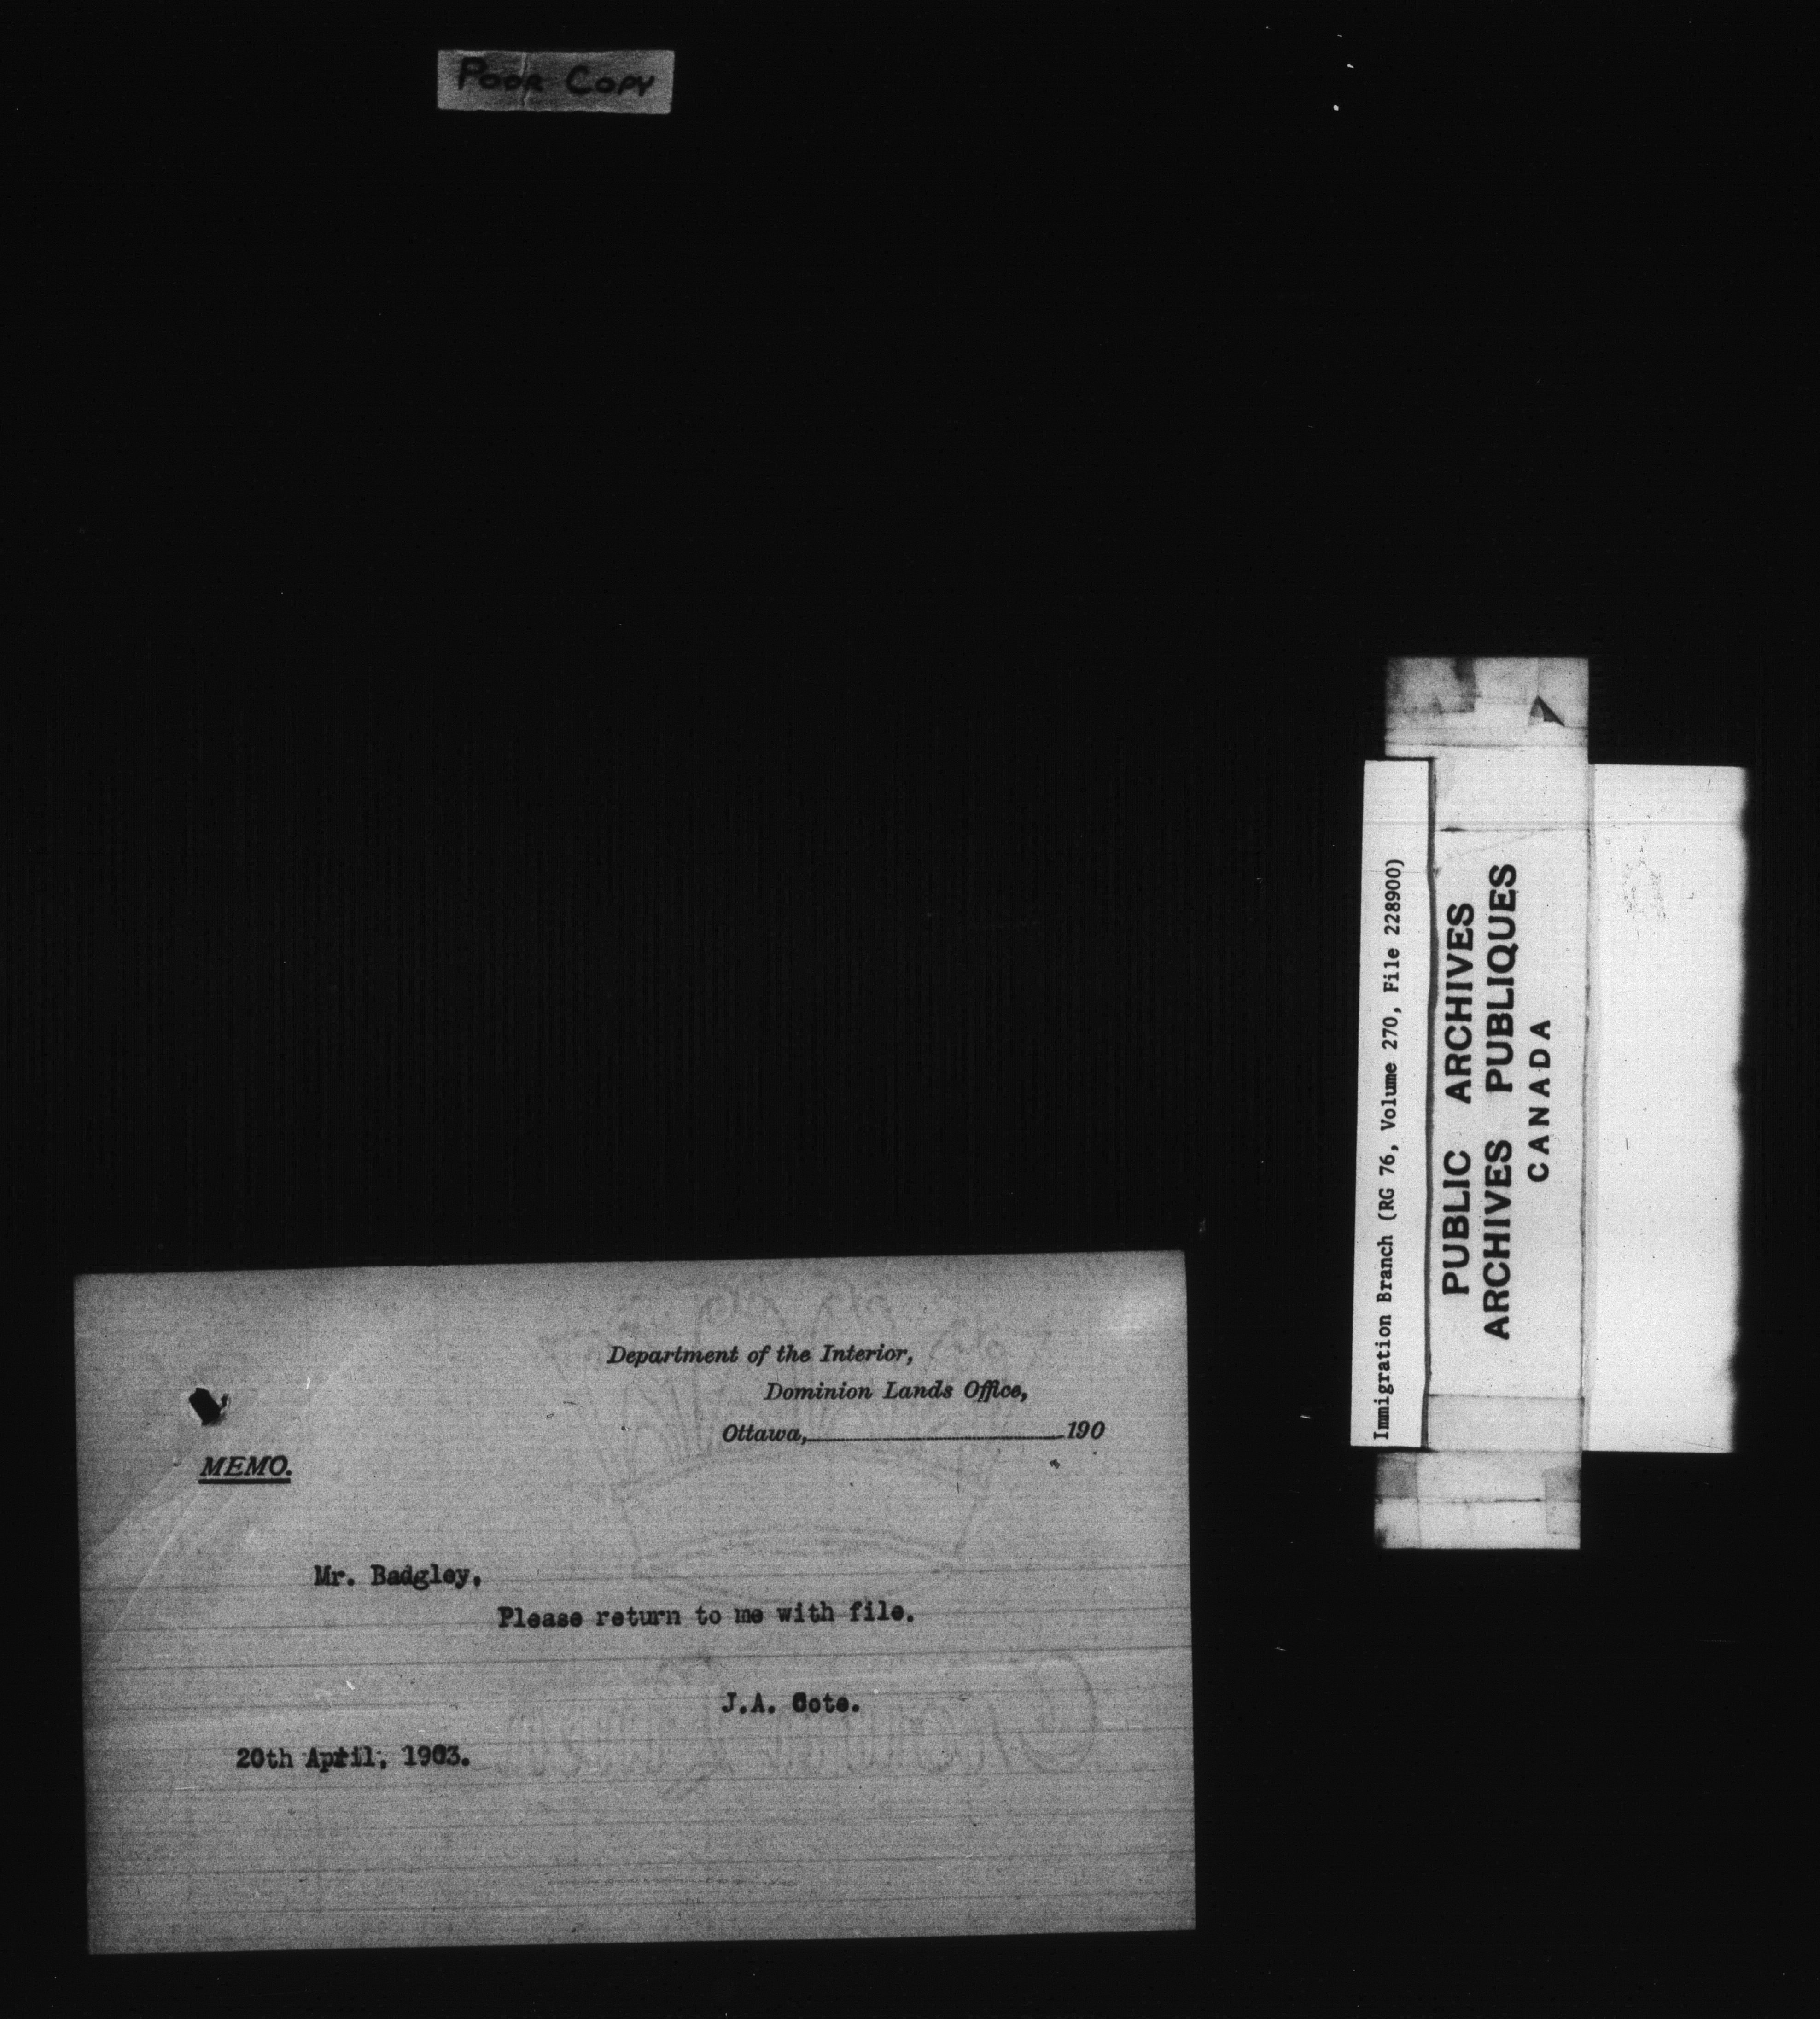 POOR COPY
Department of the Interior,
Dominion Lands Office,
Ottawa, 190
MEMO.
Mr. Badgley,
Please return to me with file.
J.A. Cote.
20th April, 1903.
Immigration Branch (RG 76, Volume 270, File 228900)
PUBLIC ARCHIVES
ARCHIVES PUBLIQUES
CANADA